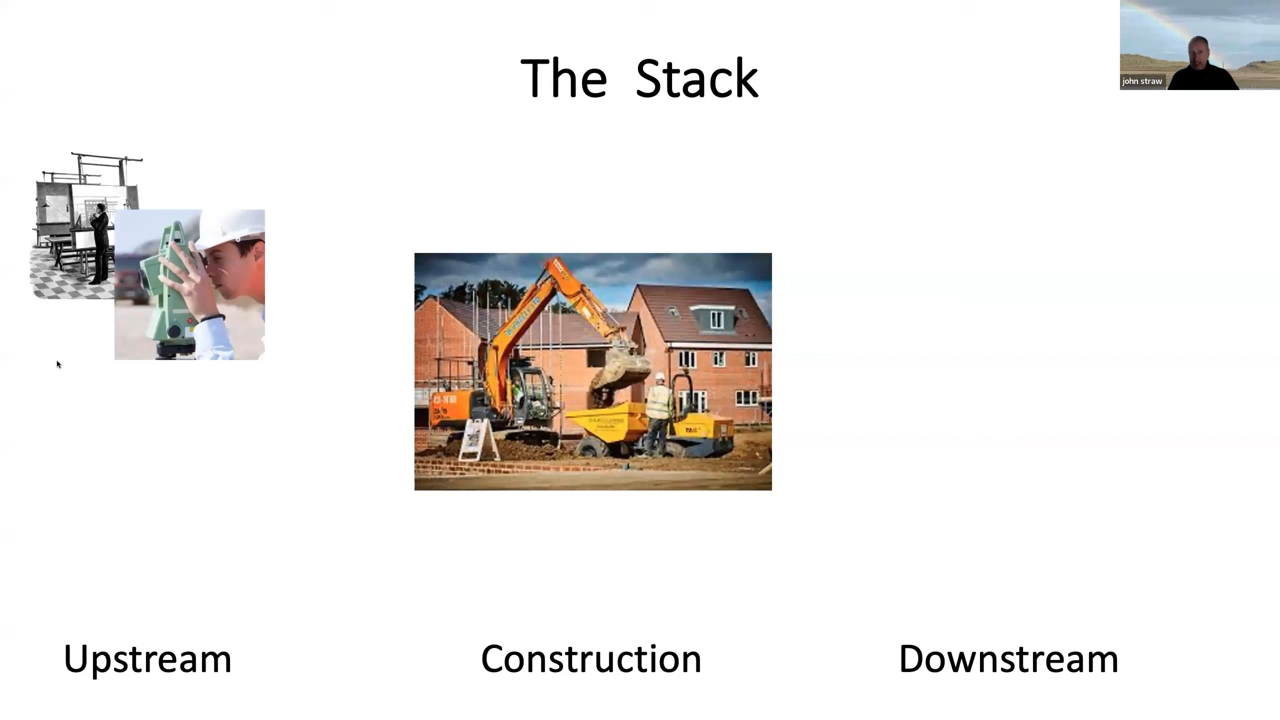 The Stack
john straw
Upstream
Construction
Downstream